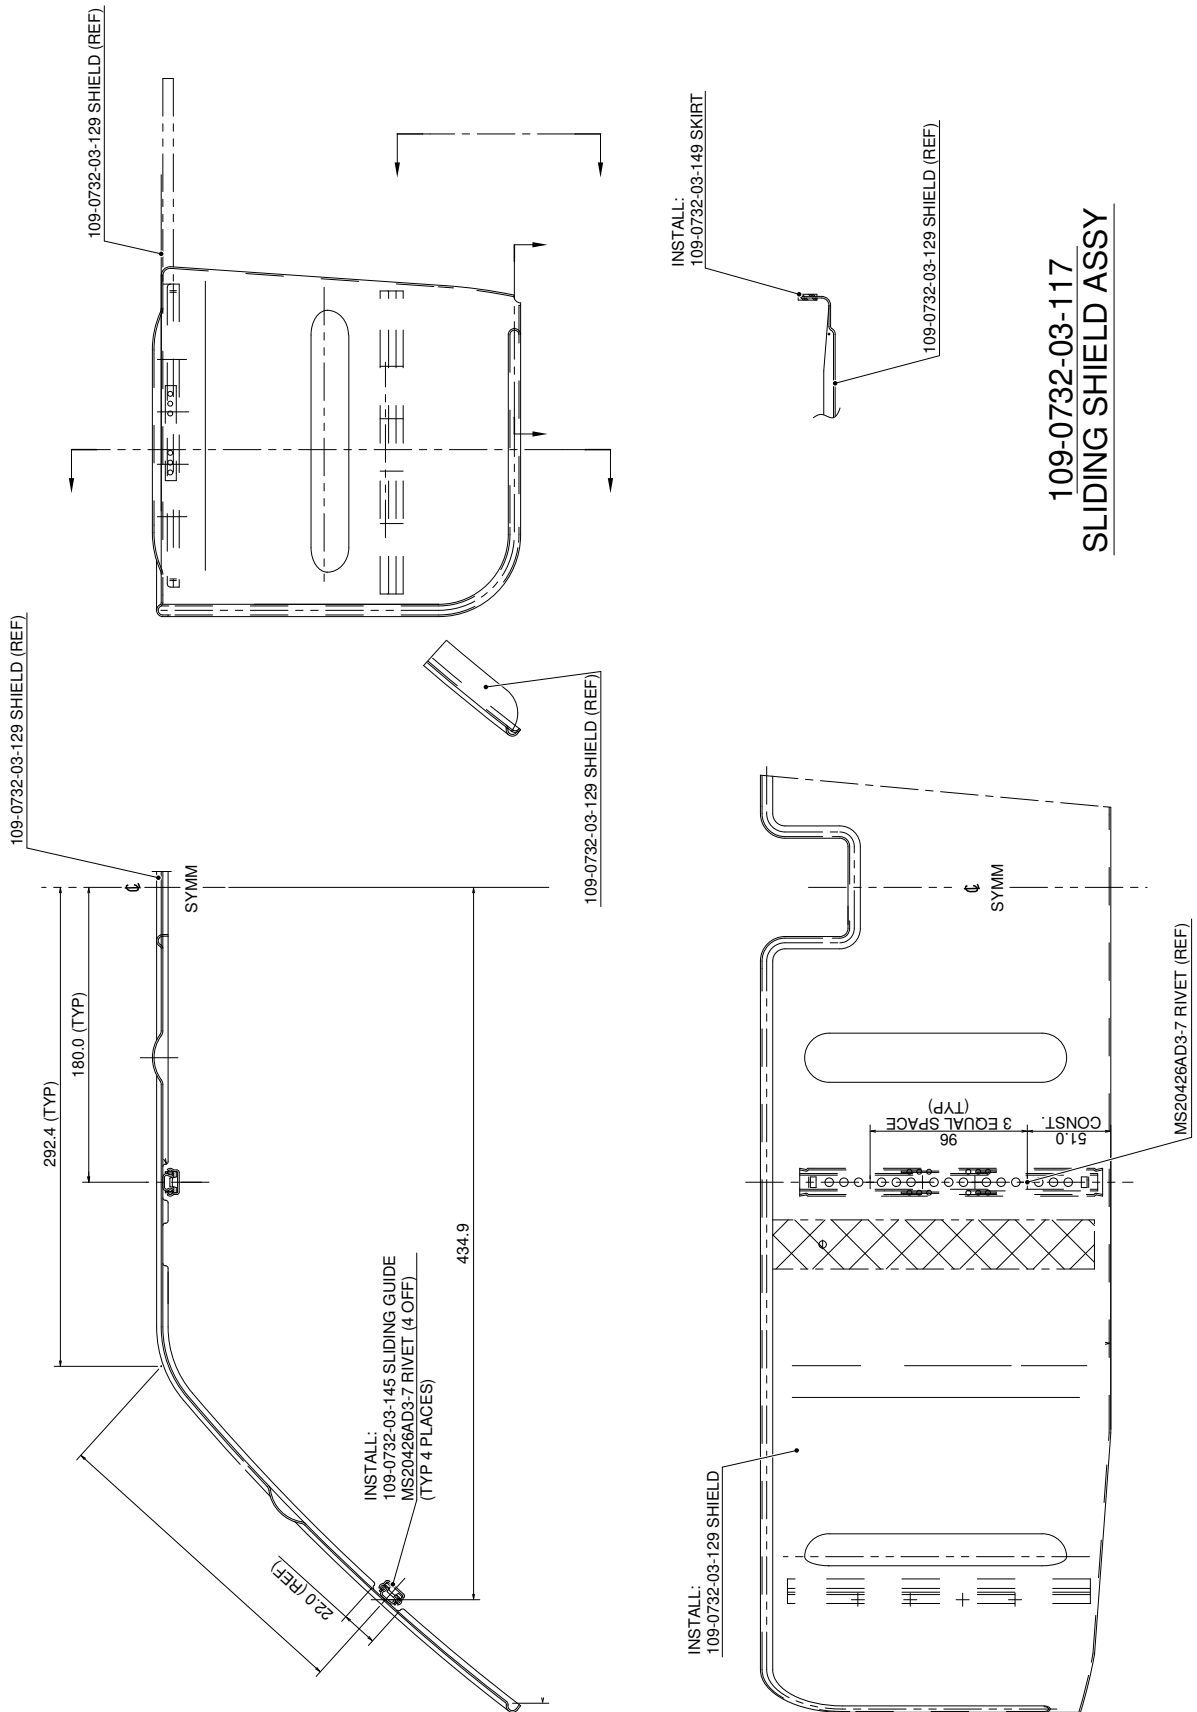 109-0732-03-129 SHIELD (REF)
109-0732-03-129 SHIELD (REF)
292.4 (TYP)
180.0 (TYP)
℄
SYMM
434.9
22.0 (REF)
INSTALL:
109-0732-03-145 SLIDING GUIDE
MS20426AD3-7 RIVET (4 OFF)
(TYP 4 PLACES)
109-0732-03-129 SHIELD (REF)
INSTALL:
109-0732-03-149 SKIRT
109-0732-03-129 SHIELD (REF)
INSTALL:
109-0732-03-129 SHIELD
℄
SYMM
96
3 EQUAL SPACE
(TYP)
51.0
CONST.
MS20426AD3-7 RIVET (REF)
109-0732-03-117
SLIDING SHIELD ASSY